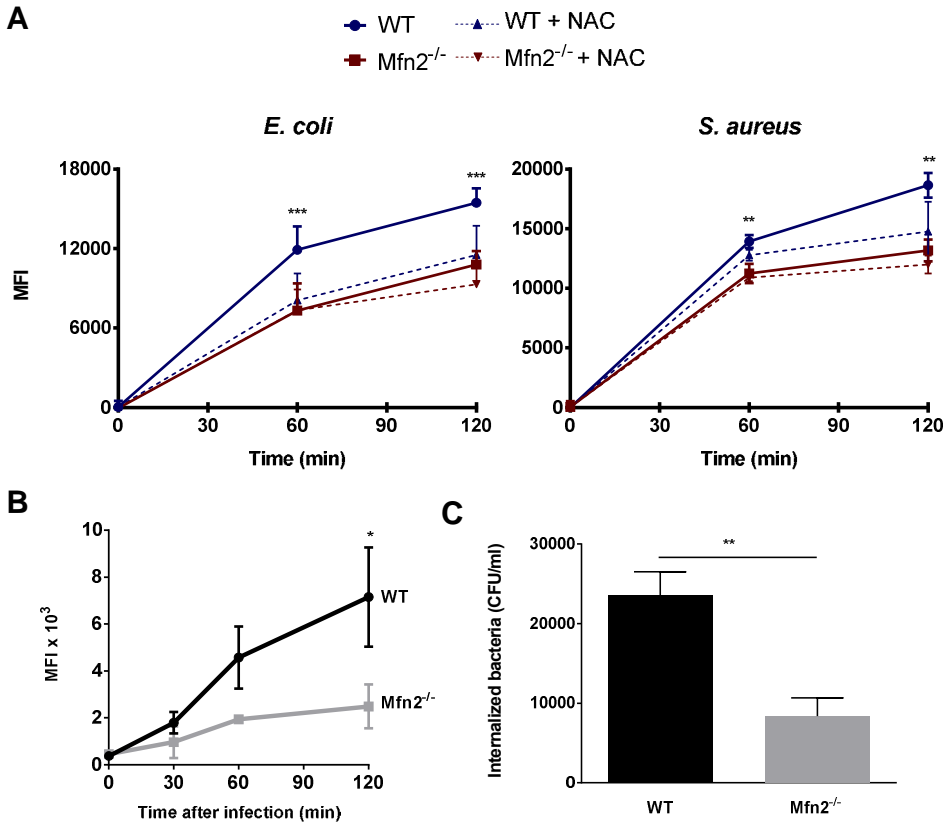 A
WT
WT + NAC
Mfn2-/-
Mfn2-/- + NAC
E. coli
MFI
18000
12000
6000
0
***
***
0
30
60
90
120
Time (min)
S. aureus
20000
15000
10000
5000
0
**
**
0
30
60
90
120
Time (min)
B
MFI x 10³
10
8
6
4
2
0
*
WT
Mfn2-/-
0
30
60
90
120
Time after infection (min)
C
Internalized bacteria (CFU/ml)
30000
20000
10000
0
**
WT
Mfn2-/-